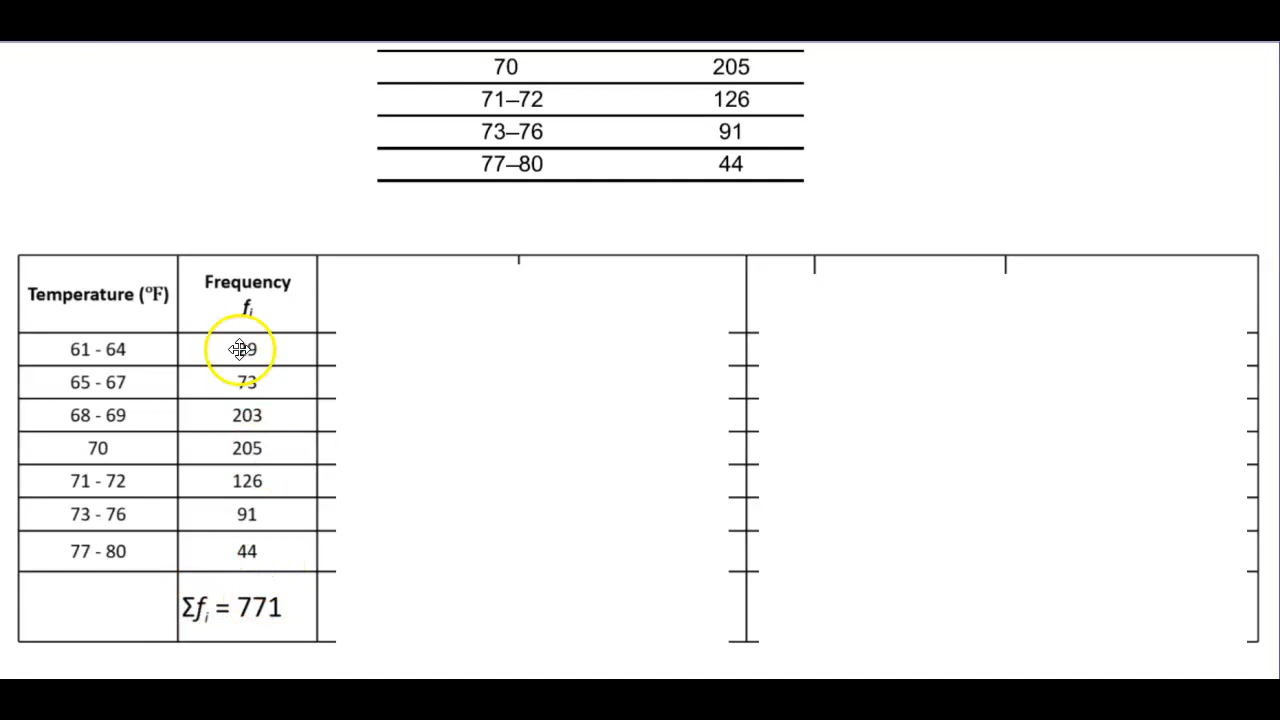 70 205
71–72 126
73–76 91
77–80 44
Temperature (°F) Frequency
fᵢ
61 - 64
65 - 67 73
68 - 69 203
70 205
71 - 72 126
73 - 76 91
77 - 80 44
Σfᵢ = 771